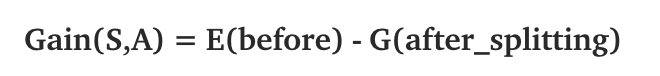 Gain(S,A) = E(before) - G(after_splitting)